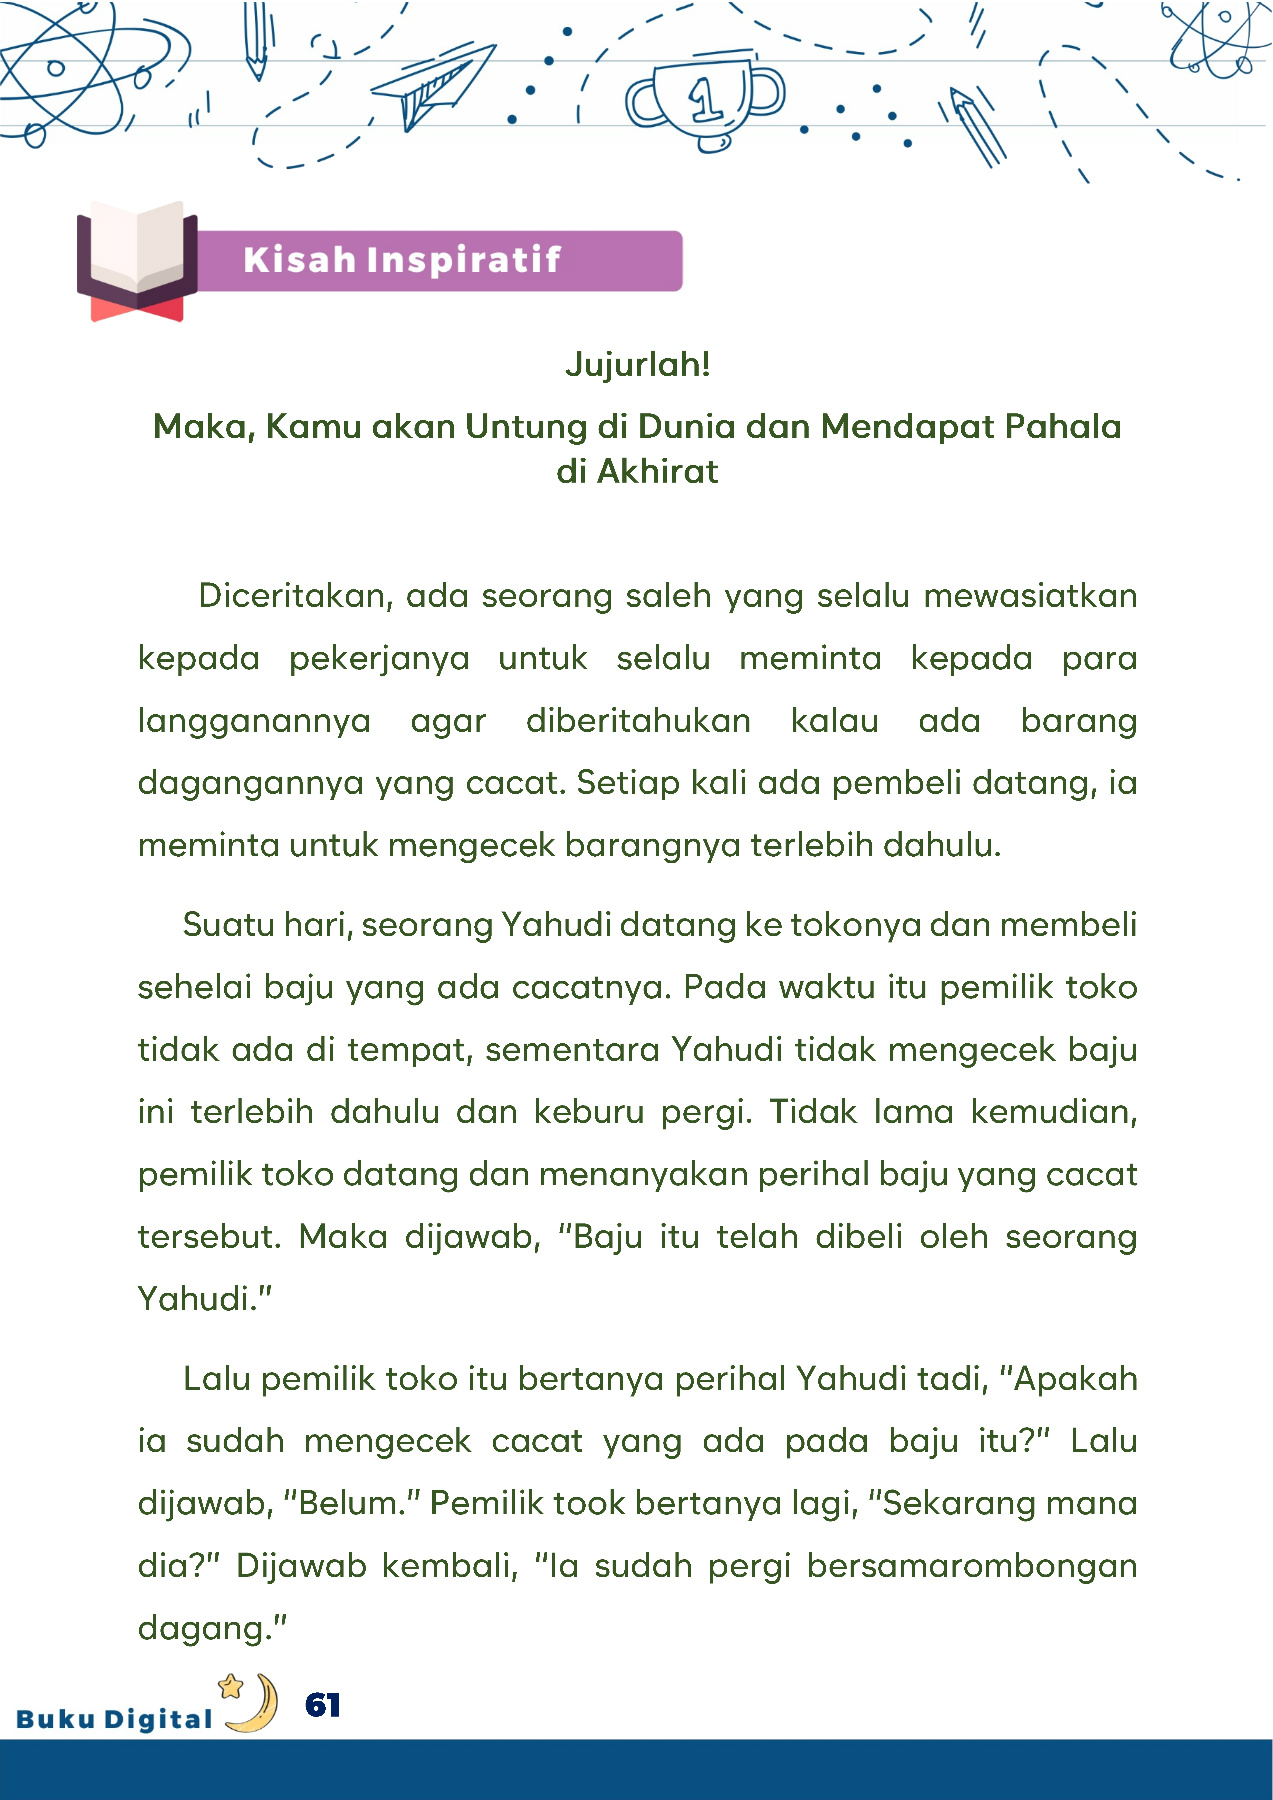 1
Kisah Inspiratif
Jujurlah!
Maka, Kamu akan Untung di Dunia dan Mendapat Pahala
di Akhirat
Diceritakan, ada seorang saleh yang selalu mewasiatkan
kepada pekerjanya untuk selalu meminta kepada para
langganannya agar diberitahukan kalau ada barang
dagangannya yang cacat. Setiap kali ada pembeli datang, ia
meminta untuk mengecek barangnya terlebih dahulu.
Suatu hari, seorang Yahudi datang ke tokonya dan membeli
sehelai baju yang ada cacatnya. Pada waktu itu pemilik toko
tidak ada di tempat, sementara Yahudi tidak mengecek baju
ini terlebih dahulu dan keburu pergi. Tidak lama kemudian,
pemilik toko datang dan menanyakan perihal baju yang cacat
tersebut. Maka dijawab, "Baju itu telah dibeli oleh seorang
Yahudi."
Lalu pemilik toko itu bertanya perihal Yahudi tadi, "Apakah
ia sudah mengecek cacat yang ada pada baju itu?" Lalu
dijawab, "Belum." Pemilik took bertanya lagi, "Sekarang mana
dia?" Dijawab kembali, "Ia sudah pergi bersamarombongan
dagang."
Buku Digital 61